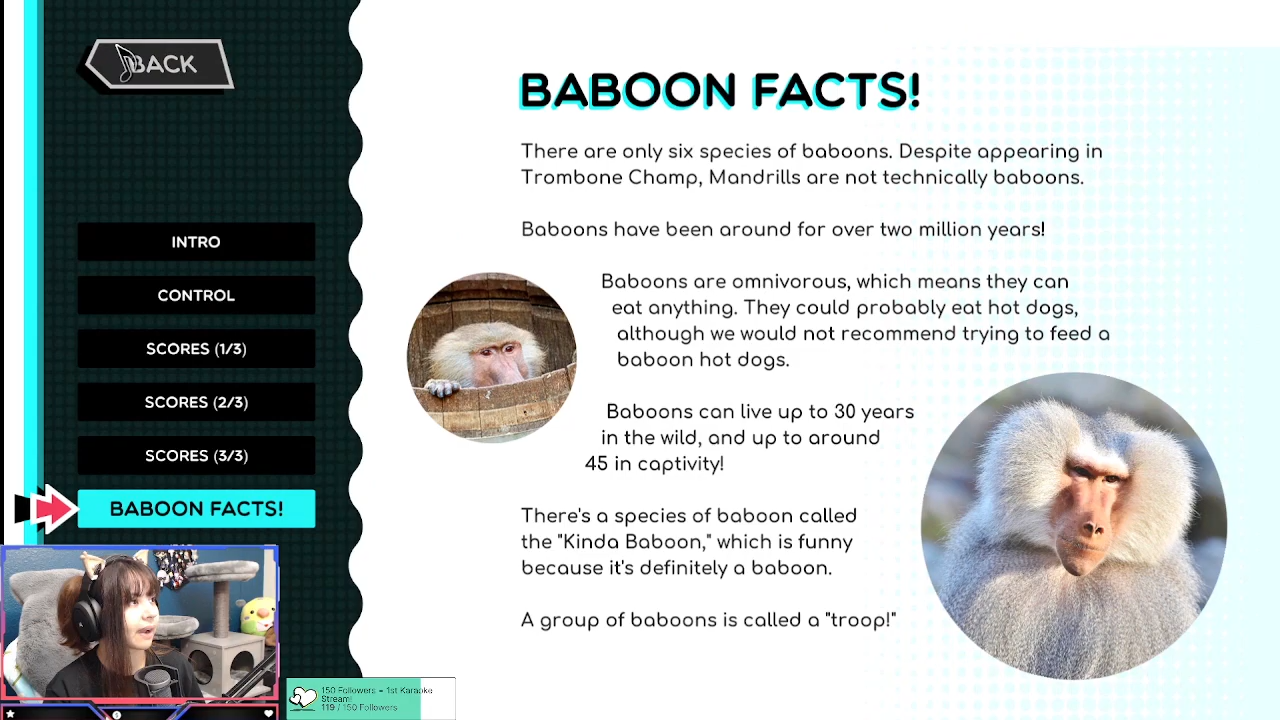 BACK
INTRO
CONTROL
SCORES (1/3)
SCORES (2/3)
SCORES (3/3)
BABOON FACTS!
BABOON FACTS!
There are only six species of baboons. Despite appearing in
Trombone Champ, Mandrills are not technically baboons.
Baboons have been around for over two million years!
Baboons are omnivorous, which means they can
eat anything. They could probably eat hot dogs,
although we would not recommend trying to feed a
baboon hot dogs.
Baboons can live up to 30 years
in the wild, and up to around
45 in captivity!
There's a species of baboon called
the "Kinda Baboon," which is funny
because it's definitely a baboon.
A group of baboons is called a "troop!"
150 Followers = 1st Karaoke
Stream!
119 / 150 Followers